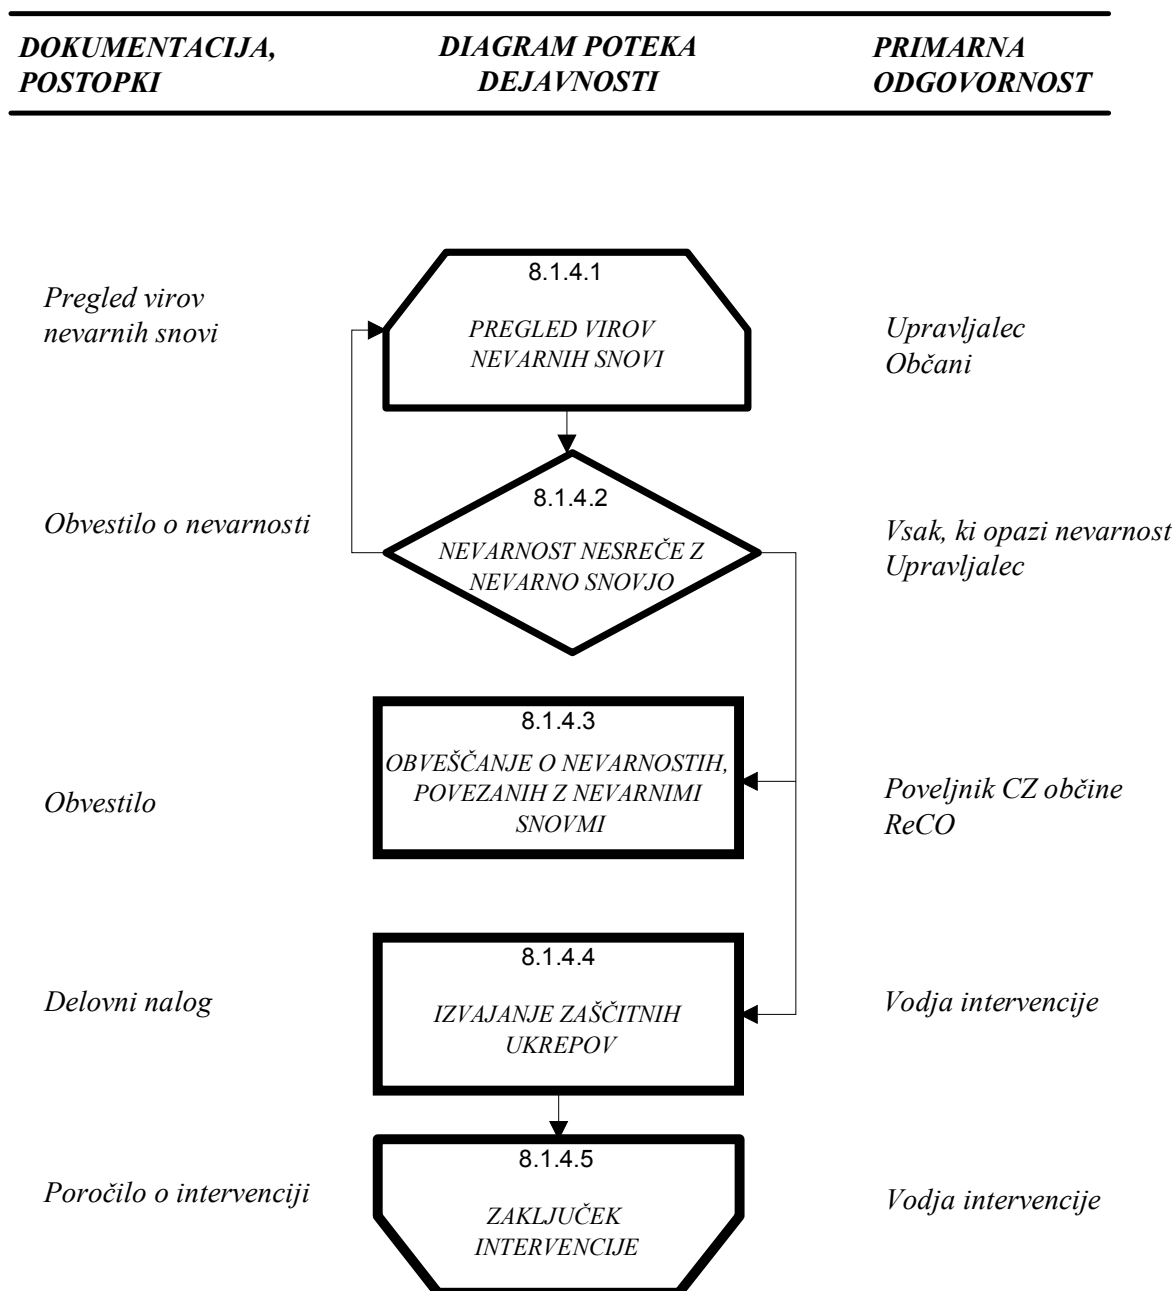 DOKUMENTACIJA,
POSTOPKI
DIAGRAM POTEKA
DEJAVNOSTI
PRIMARNA
ODGOVORNOST
Pregled virov
nevarnih snovi
8.1.4.1
PREGLED VIROV
NEVARNIH SNOVI
Upravljalec
Občani
Obvestilo o nevarnosti
8.1.4.2
NEVARNOST NESREČE Z
NEVARNO SNOVJO
Vsak, ki opazi nevarnost
Upravljalec
Obvestilo
8.1.4.3
OBVEŠČANJE O NEVARNOSTIH,
POVEZANIH Z NEVARNIMI
SNOVMI
Poveljnik CZ občine
ReCO
Delovni nalog
8.1.4.4
IZVAJANJE ZAŠČITNIH
UKREPOV
Vodja intervencije
Poročilo o intervenciji
8.1.4.5
ZAKLJUČEK
INTERVENCIJE
Vodja intervencije